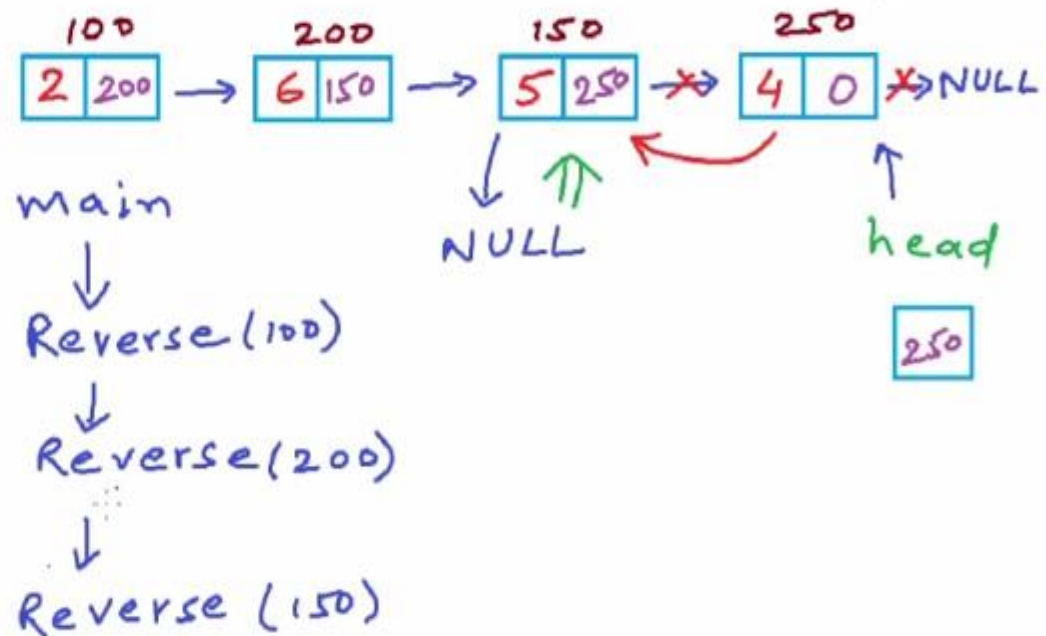 100 200 150 250
2 200 6 150 5 250 4 0 NULL
main
NULL
head
Reverse (100)
250
Reverse (200)
Reverse (150)